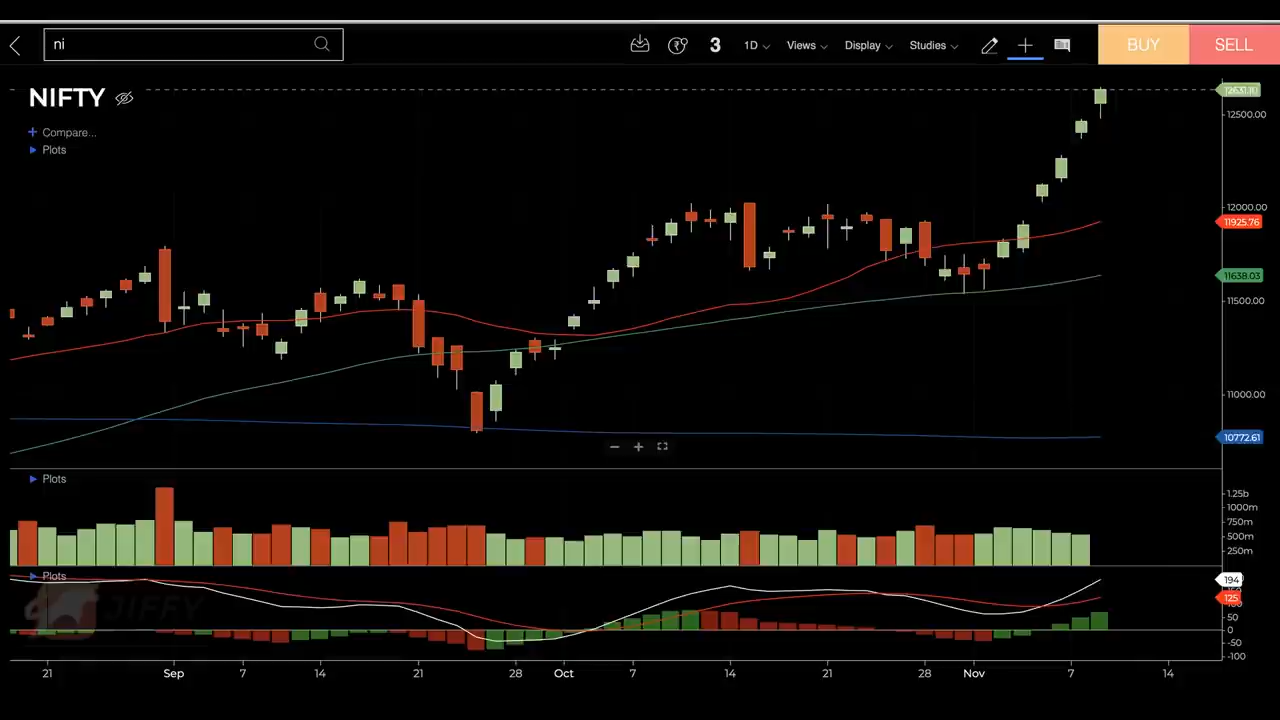 ni
3 1D Views Display Studies BUY SELL
NIFTY
Compare...
Plots
12631.10
12500.00
12000.00
11925.76
11638.03
11500.00
11000.00
10772.61
Plots
1.25b
1000m
750m
500m
250m
Plots
JIFFY
194
125
100
50
0
-50
-100
21 Sep 7 14 21 28 Oct 7 14 21 28 Nov 7 14